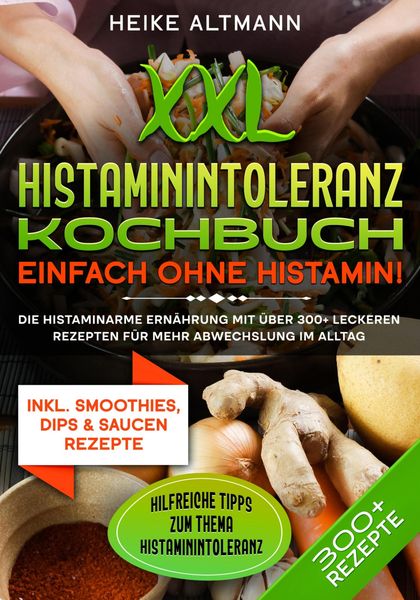 HEIKE ALTMANN
XXL
HISTAMININTOLERANZ
KOCHBUCH
EINFACH OHNE HISTAMIN!
DIE HISTAMINARME ERNÄHRUNG MIT ÜBER 300+ LECKEREN
REZEPTEN FÜR MEHR ABWECHSLUNG IM ALLTAG
INKL. SMOOTHIES,
DIPS & SAUCEN
REZEPTE
HILFREICHE TIPPS
ZUM THEMA
HISTAMININTOLERANZ
300+
REZEPTE